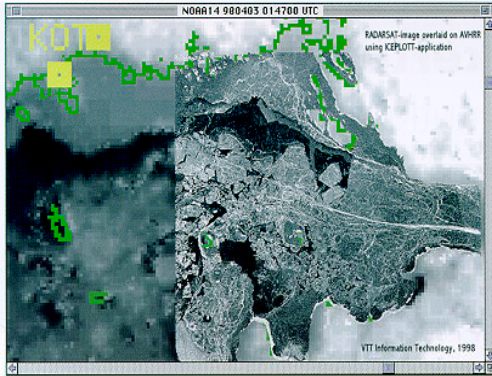 NOAA14 980403 014700 UTC
KOT
RADARSAT-image overlaid on AVHRR
using ICEPLOTT-application
VTT Information Technology, 1998